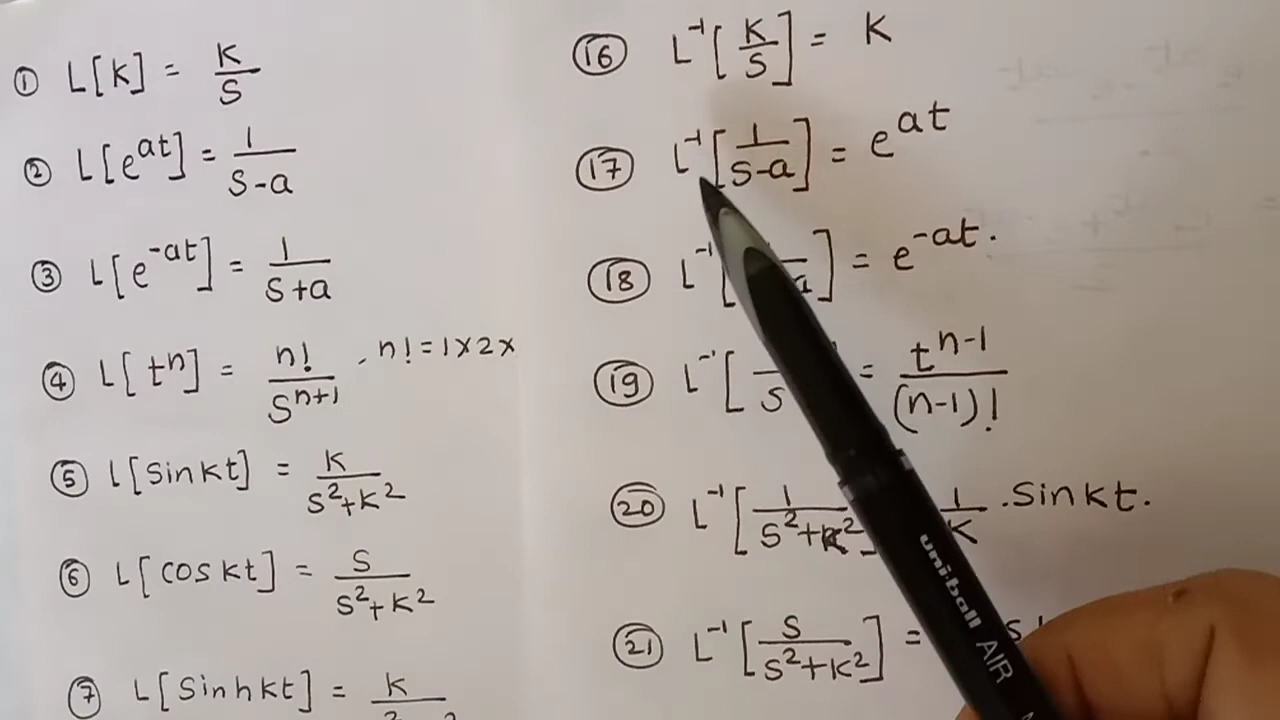 ① L[k] = K/S
② L[e^at] = 1/(S-a)
③ L[e^-at] = 1/(S+a)
④ L[t^n] = n!/S^(n+1) , n! = 1×2×
⑤ L[Sinkt] = K/(S²+K²)
⑥ L[coskt] = S/(S²+K²)
⑦ L[Sinhkt] = K
⑯ L⁻¹[K/S] = K
⑰ L⁻¹[1/(S-a)] = e^at
⑱ L⁻¹[ ] = e^-at.
⑲ L⁻¹[ S = t^(n-1)/(n-1)!
⑳ L⁻¹[1/(S²+K²) 1/K .Sinkt.
㉑ L⁻¹[S/(S²+K²)] =
uni-ball AIR